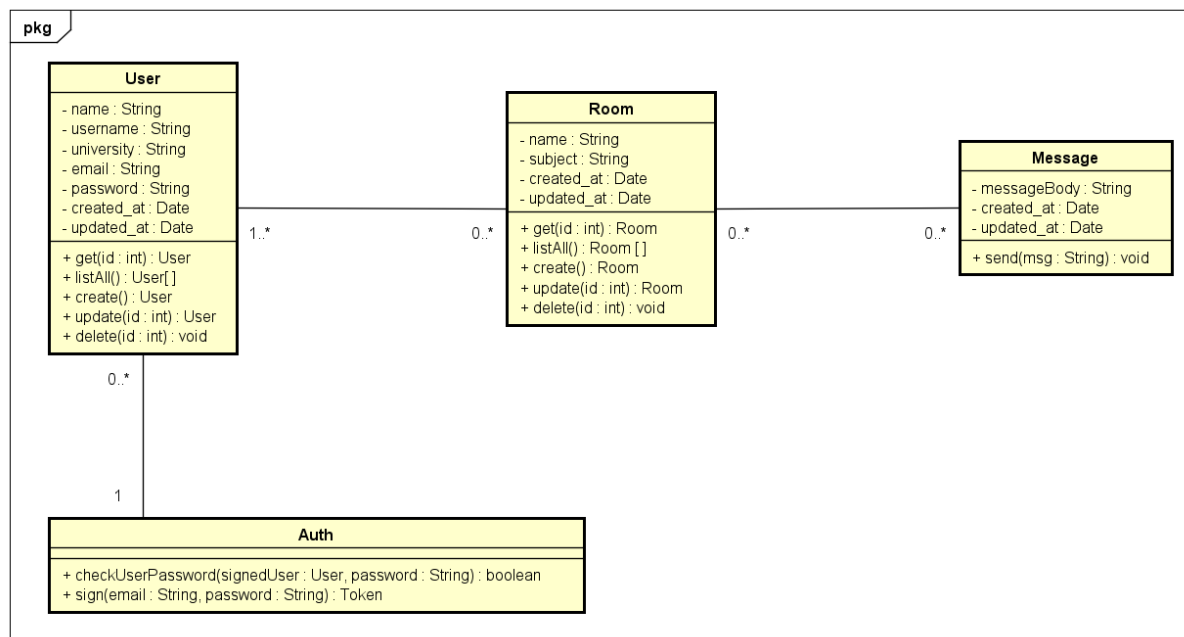 pkg
User
- name : String
- username : String
- university : String
- email : String
- password : String
- created_at : Date
- updated_at : Date
+ get(id : int) : User
+ listAll() : User[ ]
+ create() : User
+ update(id : int) : User
+ delete(id : int) : void
Room
- name : String
- subject : String
- created_at : Date
- updated_at : Date
+ get(id : int) : Room
+ listAll() : Room [ ]
+ create() : Room
+ update(id : int) : Room
+ delete(id : int) : void
Message
- messageBody : String
- created_at : Date
- updated_at : Date
+ send(msg : String) : void
1..*
0..*
0..*
0..*
0..*
1
Auth
+ checkUserPassword(signedUser : User, password : String) : boolean
+ sign(email : String, password : String) : Token